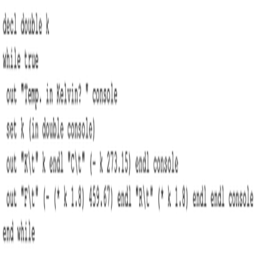 decl double k
while true
out "Temp. in Kelvin? " console
set k (in double console)
out "K\t" k endl "C\t" (- k 273.15) endl console
out "F\t" (- (* k 1.8) 459.67) endl "R\t" (* k 1.8) endl endl console
end while